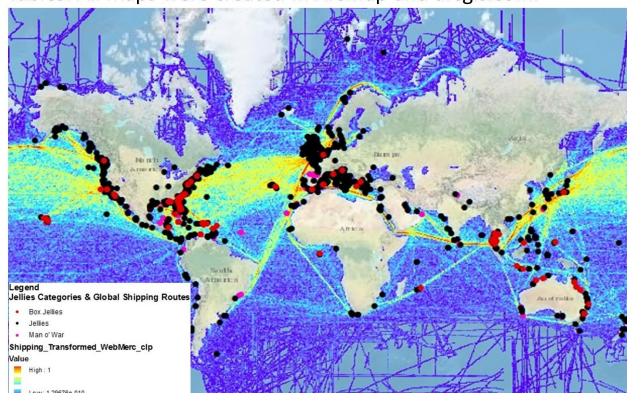 North
America
Europe
Asia
Africa
South
America
Australia
Legend
Jellies Categories & Global Shipping Routes
Box Jellies
Jellies
Man o' War
Shipping_Transformed_WebMerc_clp
Value
High : 1